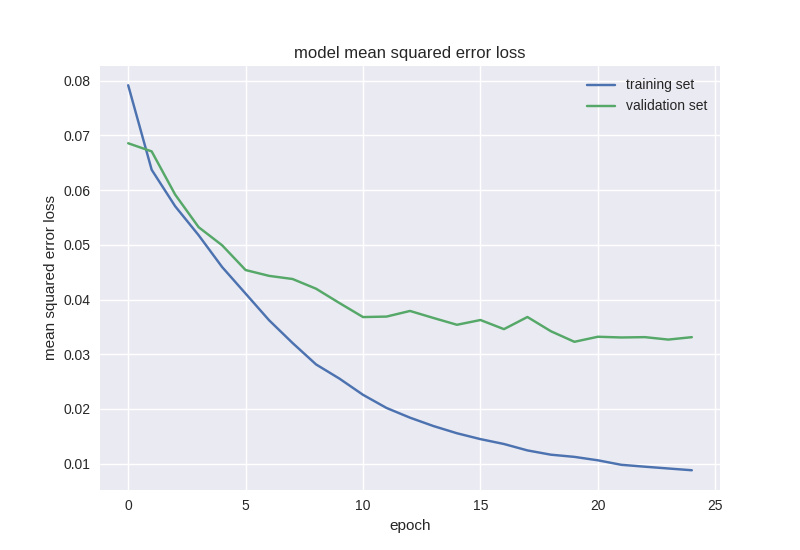 model mean squared error loss
training set
validation set
mean squared error loss
0.08
0.07
0.06
0.05
0.04
0.03
0.02
0.01
0 5 10 15 20 25
epoch